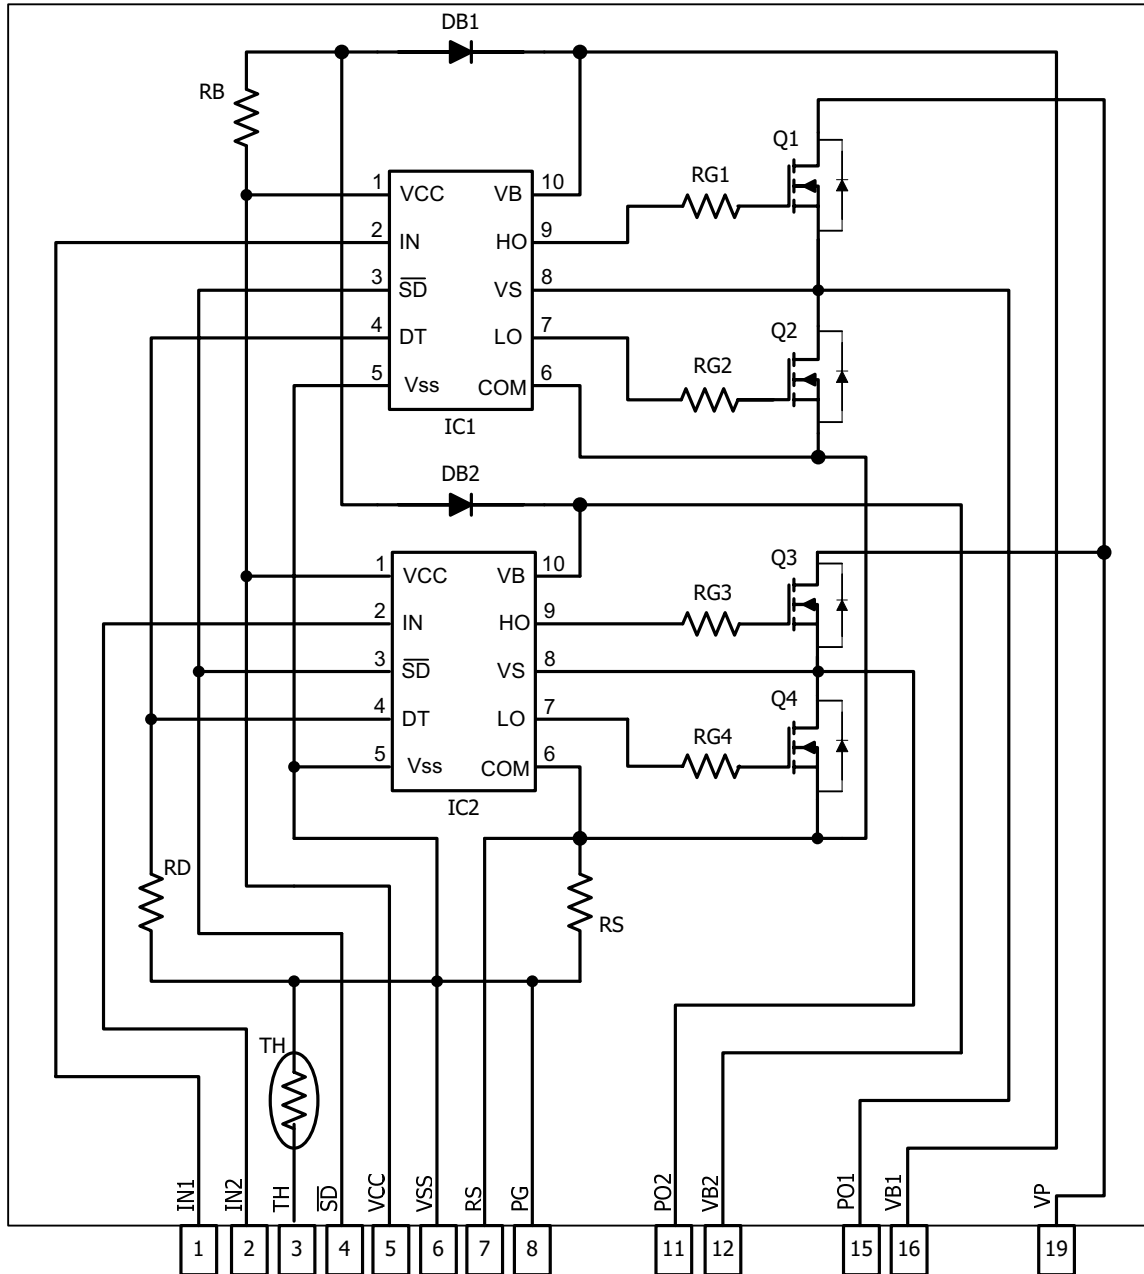 DB1
RB
Q1
RG1
1 VCC VB 10
2 IN HO 9
3 SD VS 8
4 DT LO 7
5 Vss COM 6
IC1
Q2
RG2
DB2
1 VCC VB 10
2 IN HO 9
3 SD VS 8
4 DT LO 7
5 Vss COM 6
IC2
Q3
RG3
Q4
RG4
RD
RS
TH
IN1
IN2
TH
SD
VCC
VSS
RS
PG
PO2
VB2
PO1
VB1
VP
1 2 3 4 5 6 7 8 11 12 15 16 19